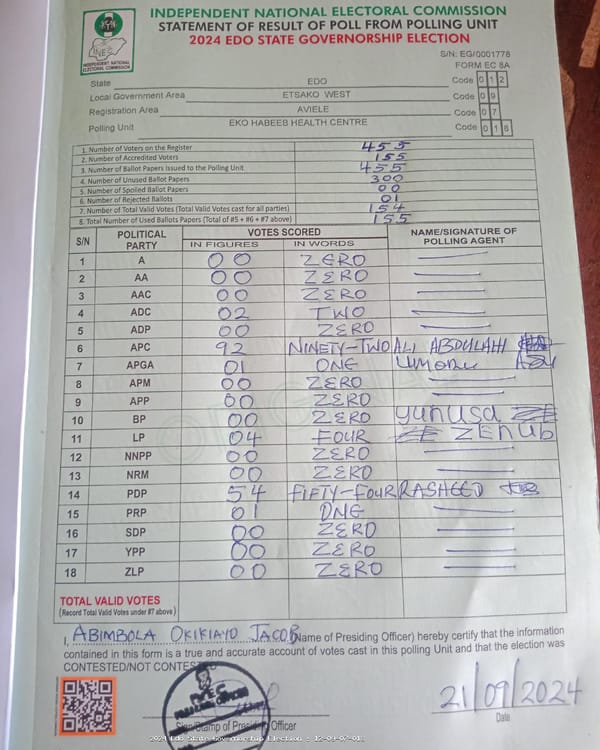 INDEPENDENT NATIONAL ELECTORAL COMMISSION
STATEMENT OF RESULT OF POLL FROM POLLING UNIT
2024 EDO STATE GOVERNORSHIP ELECTION
INEC
INDEPENDENT NATIONAL
ELECTORAL COMMISSION
S/N: EG/0001778
FORM EC 8A
State EDO Code 0 1 2
Local Government Area ETSAKO WEST Code 0 9
Registration Area AVIELE Code 0 7
Polling Unit EKO HABEEB HEALTH CENTRE Code 0 1 6
1. Number of Voters on the Register 455
2. Number of Accredited Voters 155
3. Number of Ballot Papers Issued to the Polling Unit 455
4. Number of Unused Ballot Papers 300
5. Number of Spoiled Ballot Papers 00
6. Number of Rejected Ballots 01
7. Number of Total Valid Votes (Total Valid Votes cast for all parties) 154
8. Total Number of Used Ballots Papers (Total of #5 + #6 + #7 above) 155
S/N POLITICAL PARTY VOTES SCORED NAME/SIGNATURE OF POLLING AGENT
IN FIGURES IN WORDS
1 A 00 ZERO
2 AA 00 ZERO
3 AAC 00 ZERO
4 ADC 02 TWO
5 ADP 00 ZERO
6 APC 92 NINETY-TWO ALI ABDULAHI
7 APGA 01 ONE Umoru
8 APM 00 ZERO
9 APP 00 ZERO
10 BP 00 ZERO yunusa
11 LP 04 FOUR ZENUB
12 NNPP 00 ZERO
13 NRM 00 ZERO
14 PDP 54 FIFTY-FOUR RASHEED
15 PRP 01 ONE
16 SDP 00 ZERO
17 YPP 00 ZERO
18 ZLP 00 ZERO
TOTAL VALID VOTES
(Record Total Valid Votes under #7 above)
I, ABIMBOLA OKIKIAYO JACOB (Name of Presiding Officer) hereby certify that the information
contained in this form is a true and accurate account of votes cast in this polling Unit and that the election was
CONTESTED/NOT CONTESTED
21/09/2024
Sign/Stamp of Presiding Officer
Date